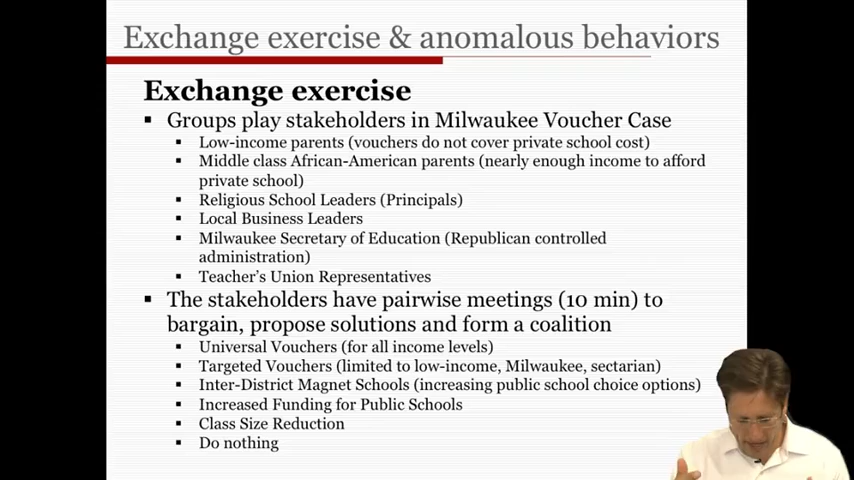 Exchange exercise & anomalous behaviors
Exchange exercise
Groups play stakeholders in Milwaukee Voucher Case
Low-income parents (vouchers do not cover private school cost)
Middle class African-American parents (nearly enough income to afford
private school)
Religious School Leaders (Principals)
Local Business Leaders
Milwaukee Secretary of Education (Republican controlled
administration)
Teacher's Union Representatives
The stakeholders have pairwise meetings (10 min) to
bargain, propose solutions and form a coalition
Universal Vouchers (for all income levels)
Targeted Vouchers (limited to low-income, Milwaukee, sectarian)
Inter-District Magnet Schools (increasing public school choice options)
Increased Funding for Public Schools
Class Size Reduction
Do nothing